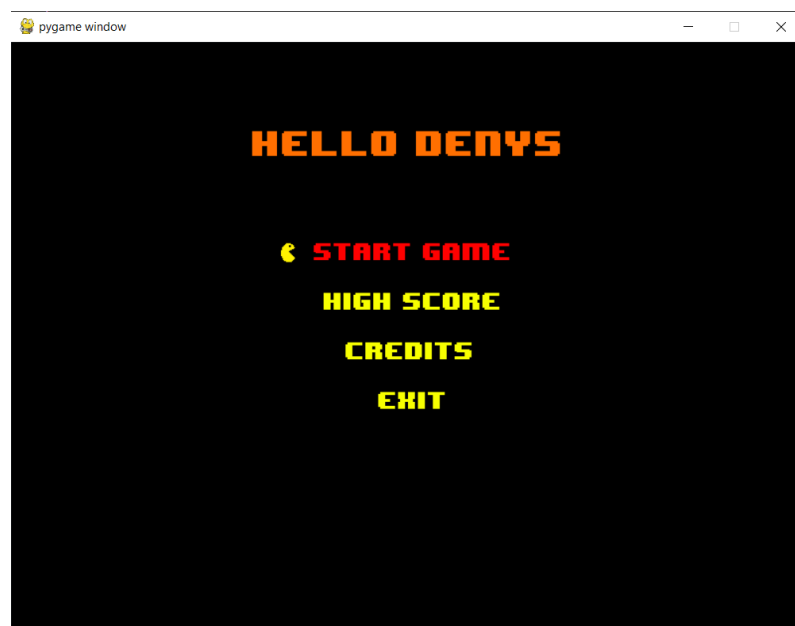 pygame window
HELLO DENYS
START GAME
HIGH SCORE
CREDITS
EXIT